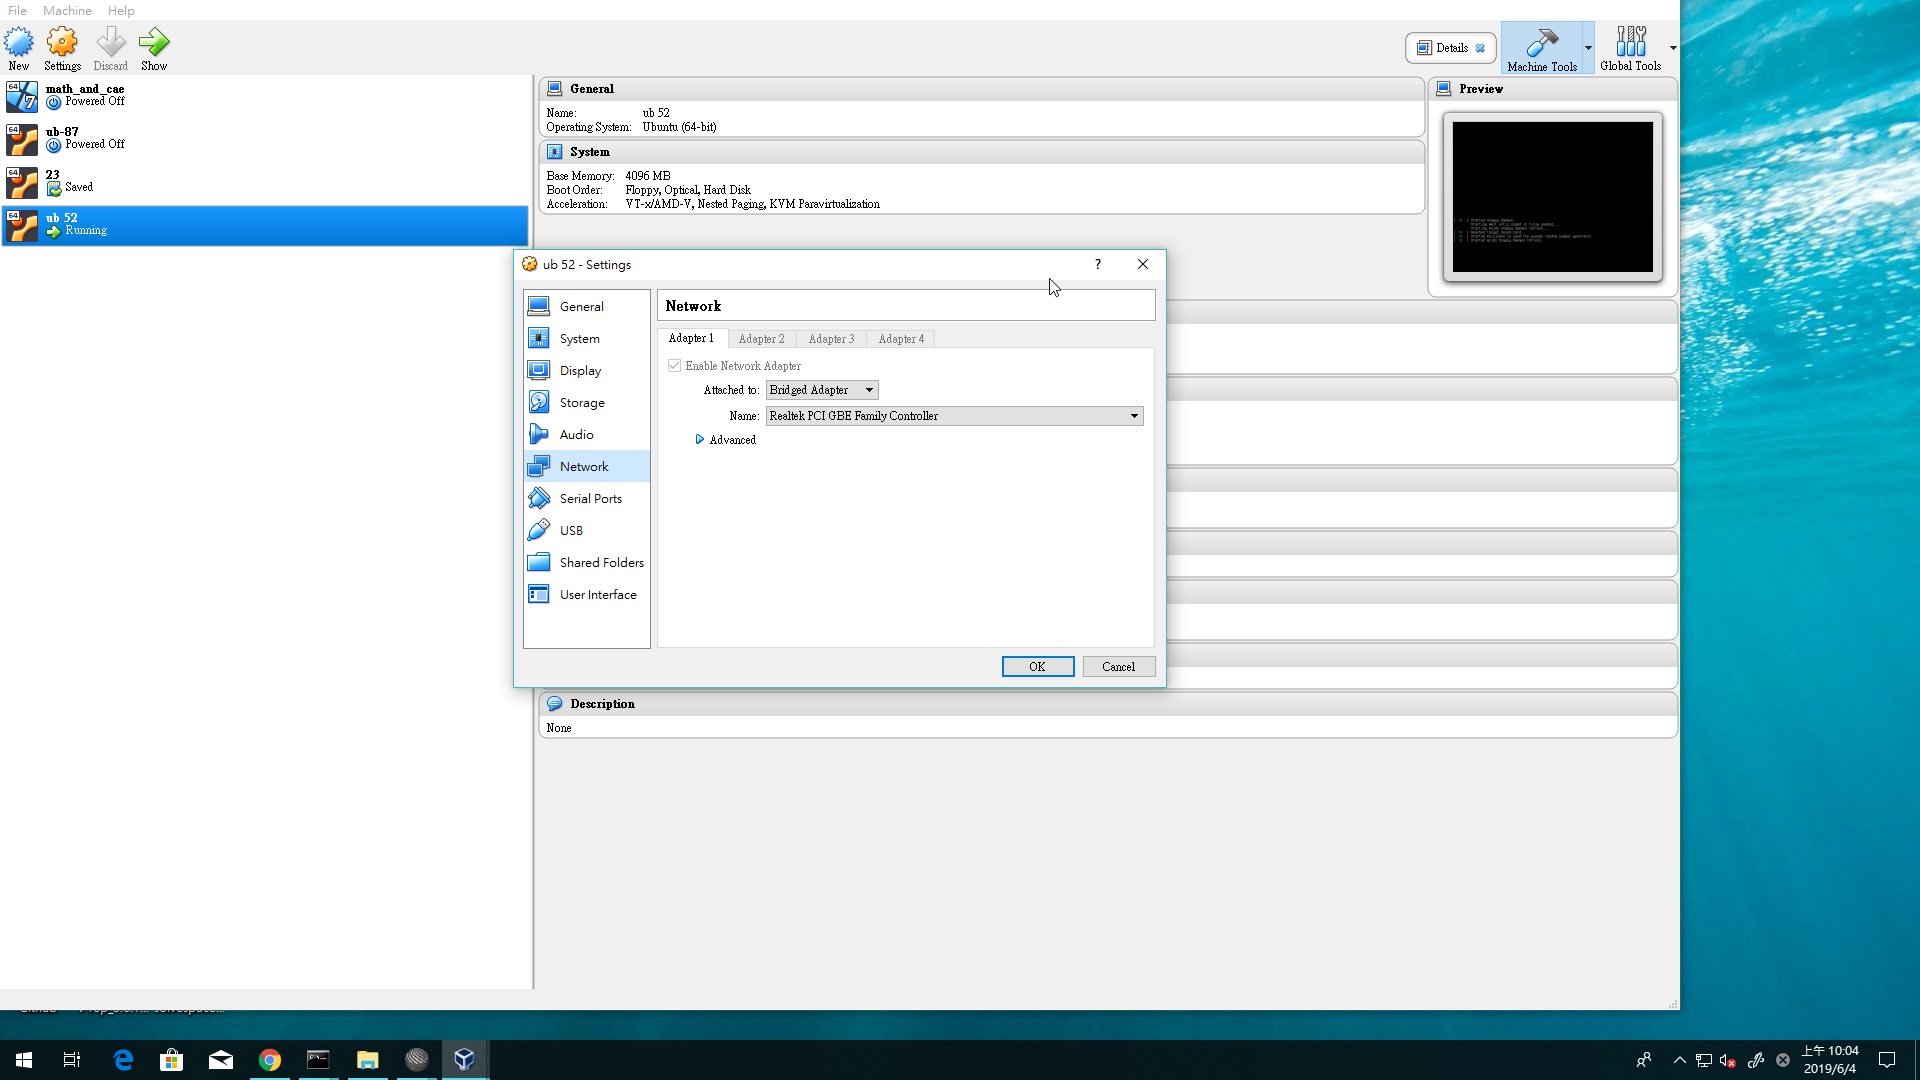 File Machine Help
New Settings Discard Show
Details
Machine Tools Global Tools
64 math_and_cae
Powered Off
64 ub-87
Powered Off
64 23
Saved
64 ub 52
Running
General
Name: ub 52
Operating System: Ubuntu (64-bit)
System
Base Memory: 4096 MB
Boot Order: Floppy, Optical, Hard Disk
Acceleration: VT-x/AMD-V, Nested Paging, KVM Paravirtualization
Preview
ub 52 - Settings ?
General
System
Display
Storage
Audio
Network
Serial Ports
USB
Shared Folders
User Interface
Network
Adapter 1 Adapter 2 Adapter 3 Adapter 4
Enable Network Adapter
Attached to: Bridged Adapter
Name: Realtek PCI GBE Family Controller
Advanced
OK Cancel
Description
None
上午 10:04
2019/6/4